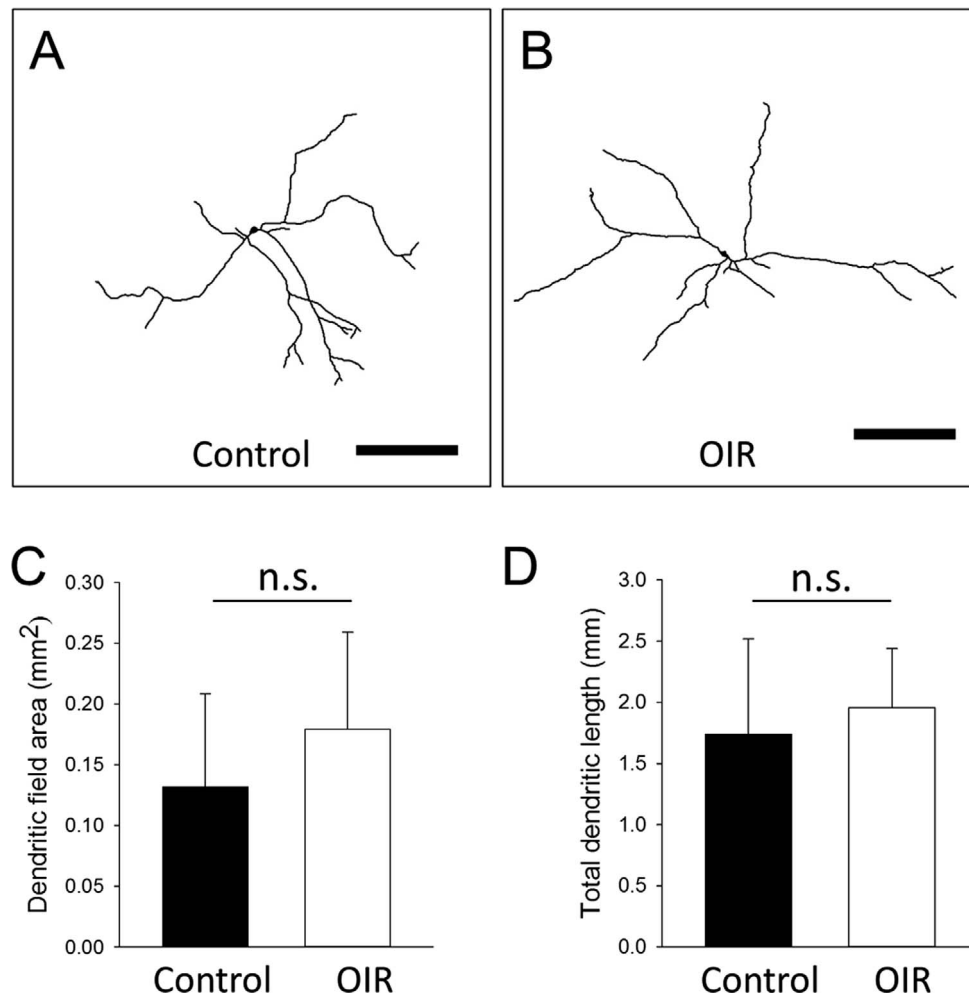 A
B
Control
OIR
C
Dendritic field area (mm²)
0.30
0.25
0.20
0.15
0.10
0.05
0.00
n.s.
Control
OIR
D
Total dendritic length (mm)
3.0
2.5
2.0
1.5
1.0
0.5
0.0
n.s.
Control
OIR